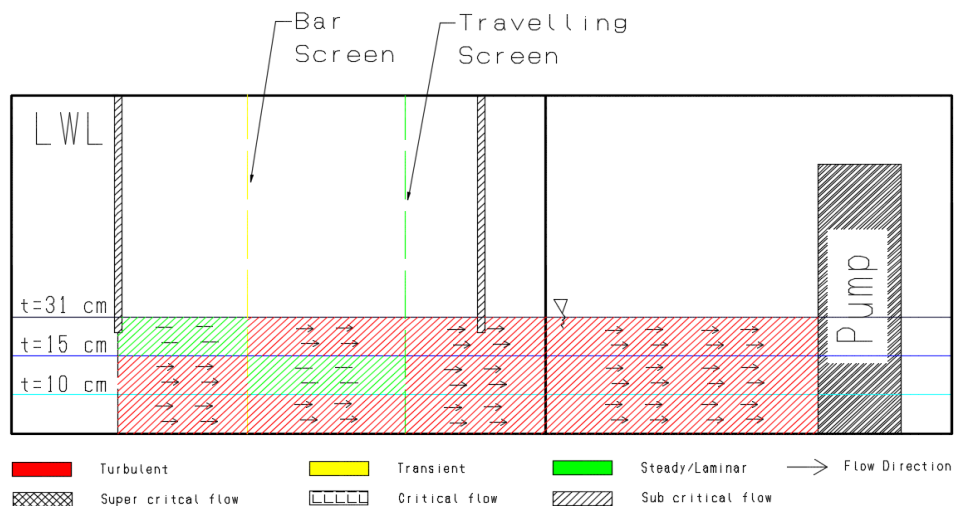 Bar
Screen
Travelling
Screen
LWL
t=31 cm
t=15 cm
t=10 cm
Pump
Turbulent
Transient
Steady/Laminar
Flow Direction
Super critcal flow
Critical flow
Sub critical flow